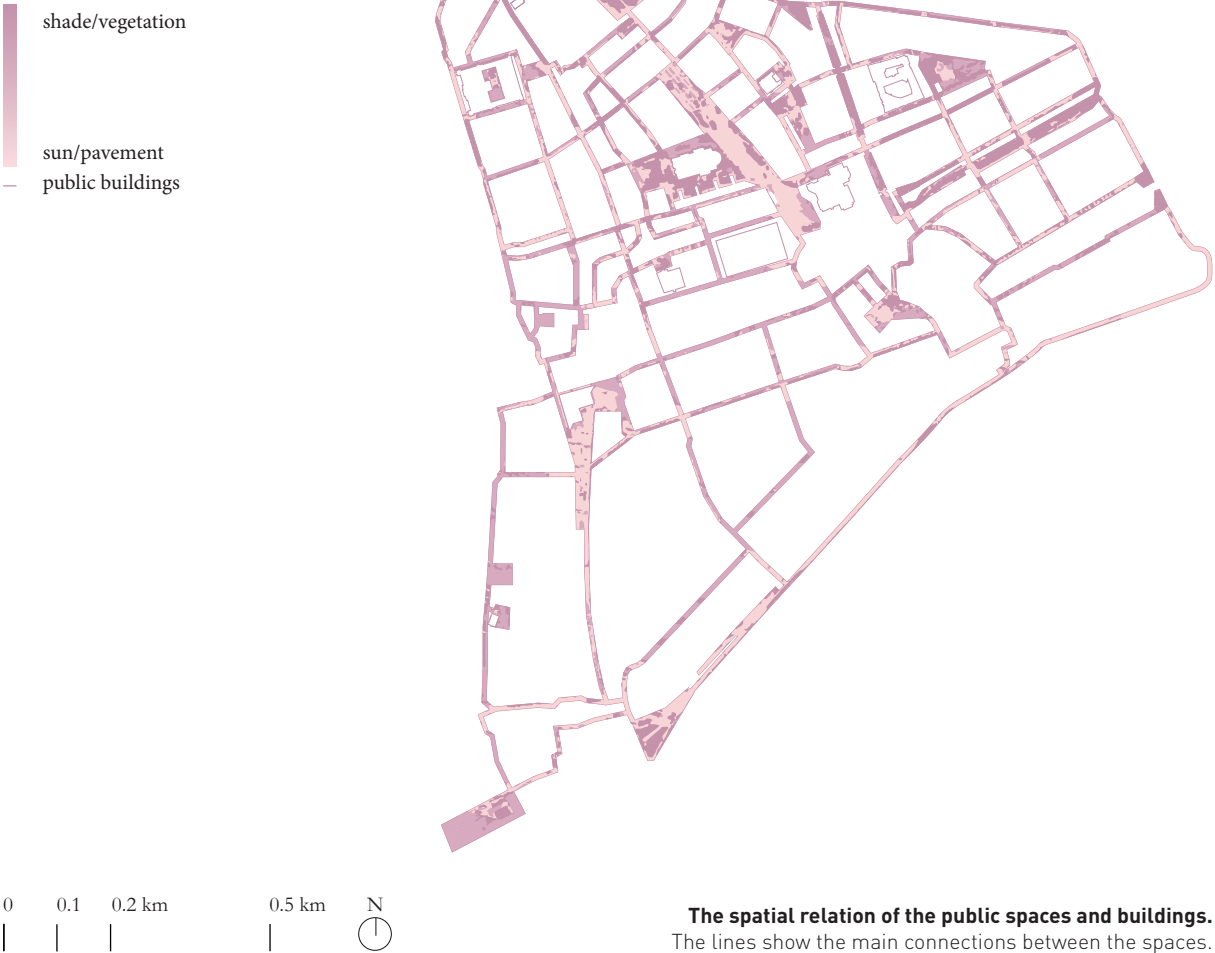 shade/vegetation
sun/pavement
public buildings
0 0.1 0.2 km 0.5 km N
The spatial relation of the public spaces and buildings.
The lines show the main connections between the spaces.